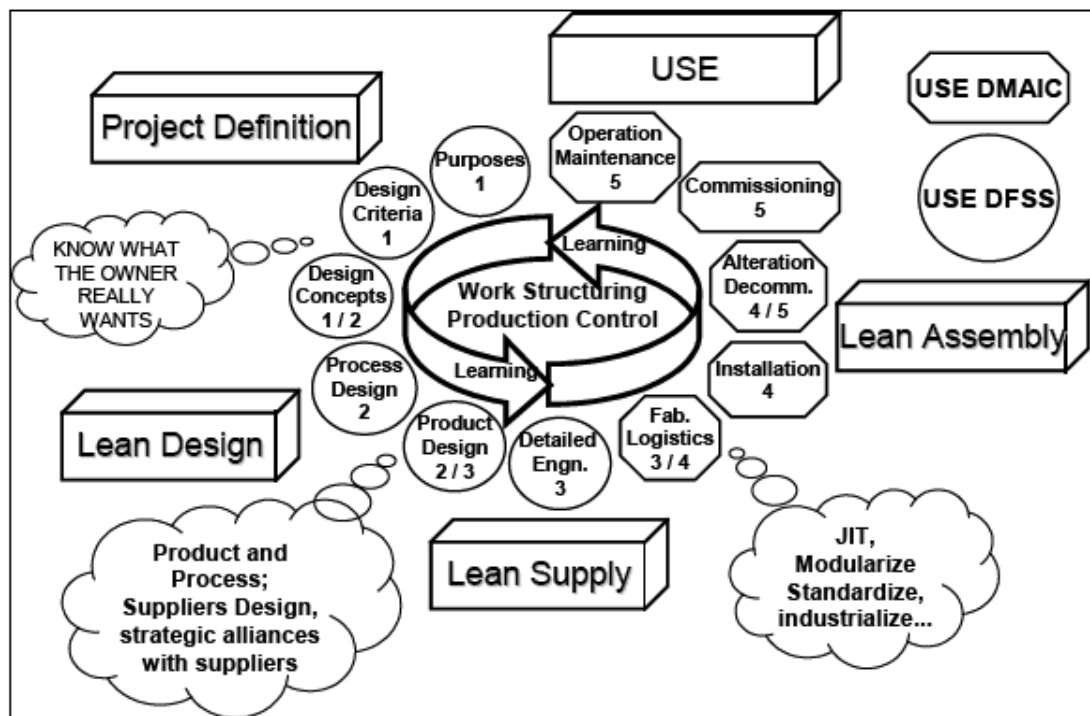 USE
USE DMAIC
Project Definition
Operation
Maintenance
5
Purposes
1
Commissioning
5
USE DFSS
Design
Criteria
1
KNOW WHAT
THE OWNER
REALLY
WANTS
Learning
Design
Concepts
1 / 2
Work Structuring
Production Control
Alteration
Decomm.
4 / 5
Lean Assembly
Process
Design
2
Learning
Installation
4
Lean Design
Product
Design
2 / 3
Detailed
Engn.
3
Fab.
Logistics
3 / 4
Product and
Process;
Suppliers Design,
strategic alliances
with suppliers
Lean Supply
JIT,
Modularize
Standardize,
industrialize...